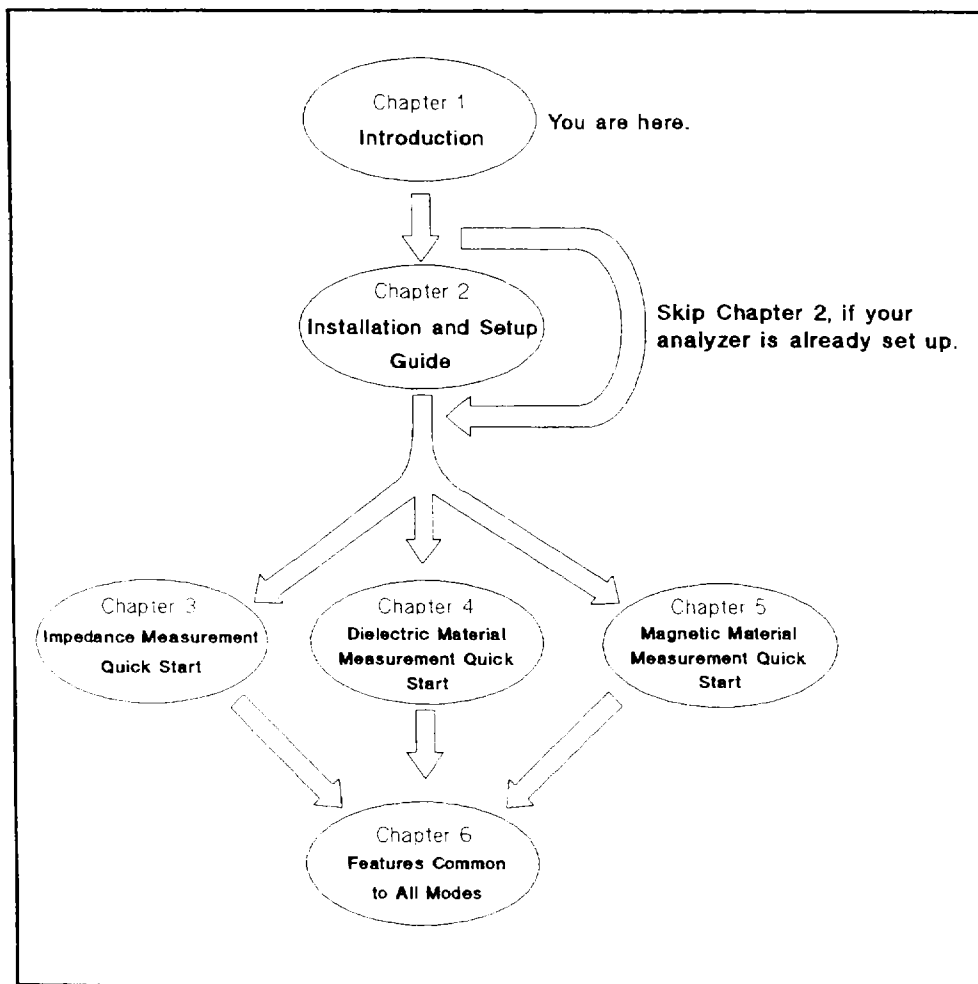 Chapter 1
Introduction
You are here.
Chapter 2
Installation and Setup
Guide
Skip Chapter 2, if your
analyzer is already set up.
Chapter 3
Impedance Measurement
Quick Start
Chapter 4
Dielectric Material
Measurement Quick
Start
Chapter 5
Magnetic Material
Measurement Quick
Start
Chapter 6
Features Common
to All Modes